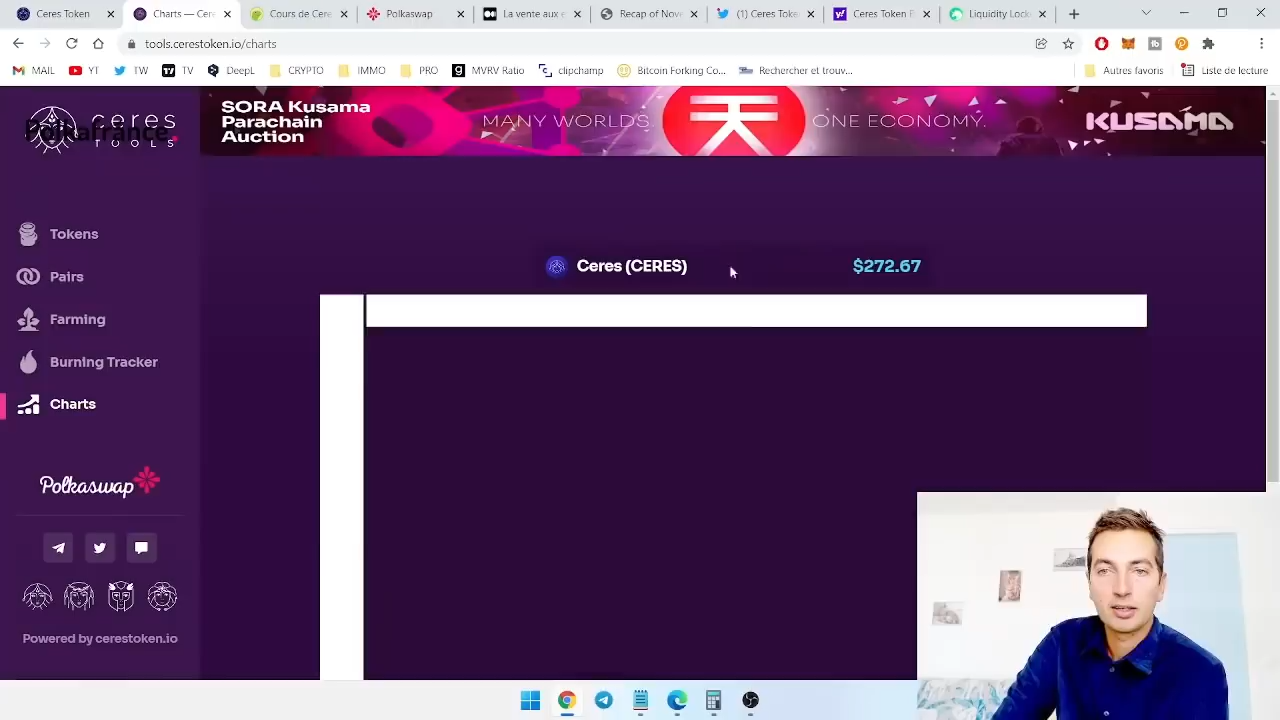 Ceres Token
Charts — Cere
Cours de Cere
Polkaswap
La vente aux e
Recap of Nove
(1) Ceres Toke
Ceres Token B
Liquidity Lock
tools.cerestoken.io/charts
MAIL
YT
TW
TV
DeepL
CRYPTO
IMMO
PRO
MVRV Ratio
clipchamp
Bitcoin Forking Co...
Rechercher et trouv...
Autres favoris
Liste de lecture
Ceres
TOOLS
Polkafrance.
SORA Kusama
Parachain
Auction
MANY WORLDS.
ONE ECONOMY.
KUSAMA
Tokens
Pairs
Farming
Burning Tracker
Charts
Polkaswap
Powered by cerestoken.io
Ceres (CERES)
$272.67